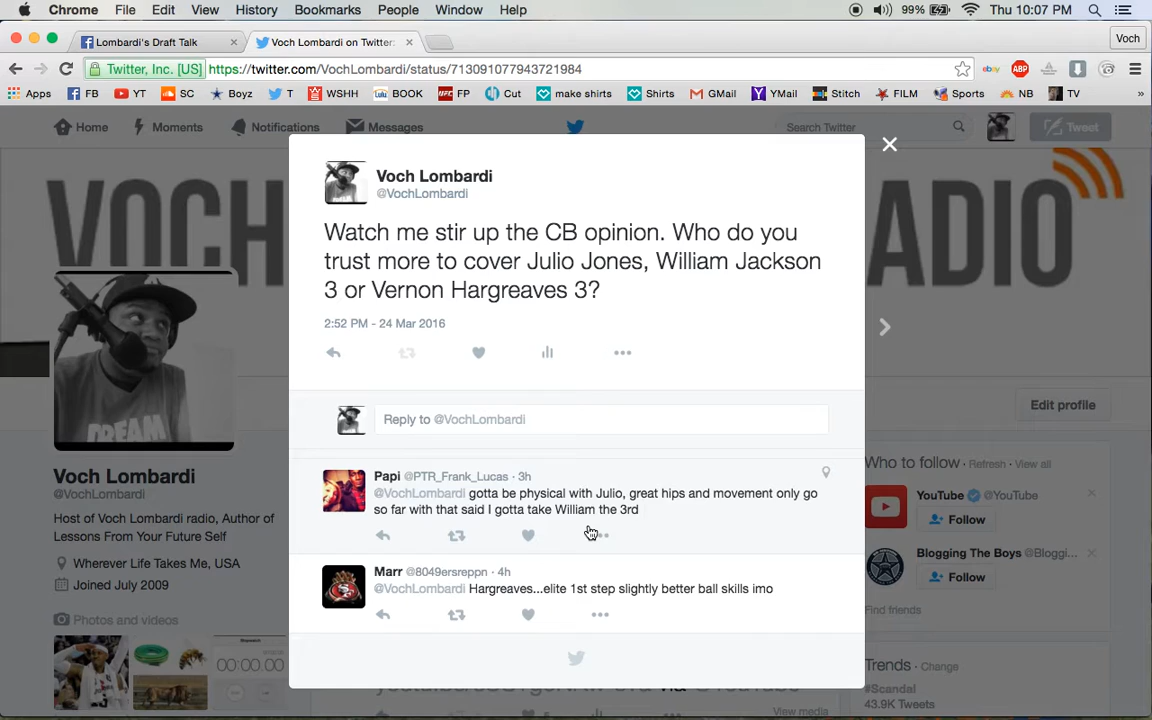 Chrome File Edit View History Bookmarks People Window Help 99% Thu 10:07 PM
Lombardi's Draft Talk × Voch Lombardi on Twitter: × Voch
Twitter, Inc. [US] https://twitter.com/VochLombardi/status/713091077943721984
Apps FB YT SC Boyz T WSHH BOOK FP Cut make shirts Shirts GMail YMail Stitch FILM Sports NB TV »
Home Moments Notifications Messages Search Twitter Tweet
VOCH RADIO
Voch Lombardi
@VochLombardi
Watch me stir up the CB opinion. Who do you
trust more to cover Julio Jones, William Jackson
3 or Vernon Hargreaves 3?
2:52 PM - 24 Mar 2016
Reply to @VochLombardi
Papi @PTR_Frank_Lucas · 3h
@VochLombardi gotta be physical with Julio, great hips and movement only go
so far with that said I gotta take William the 3rd
Marr @8049ersreppn · 4h
@VochLombardi Hargreaves...elite 1st step slightly better ball skills imo
DREAM
Voch Lombardi
@VochLombardi
Host of Voch Lombardi radio, Author of
Lessons From Your Future Self
Wherever Life Takes Me, USA
Joined July 2009
Photos and videos
00:00.00
Edit profile
Who to follow · Refresh · View all
YouTube @YouTube
Follow
Blogging The Boys @Bloggi...
Follow
Find friends
Trends · Change
#Scandal
43.9K Tweets
View media